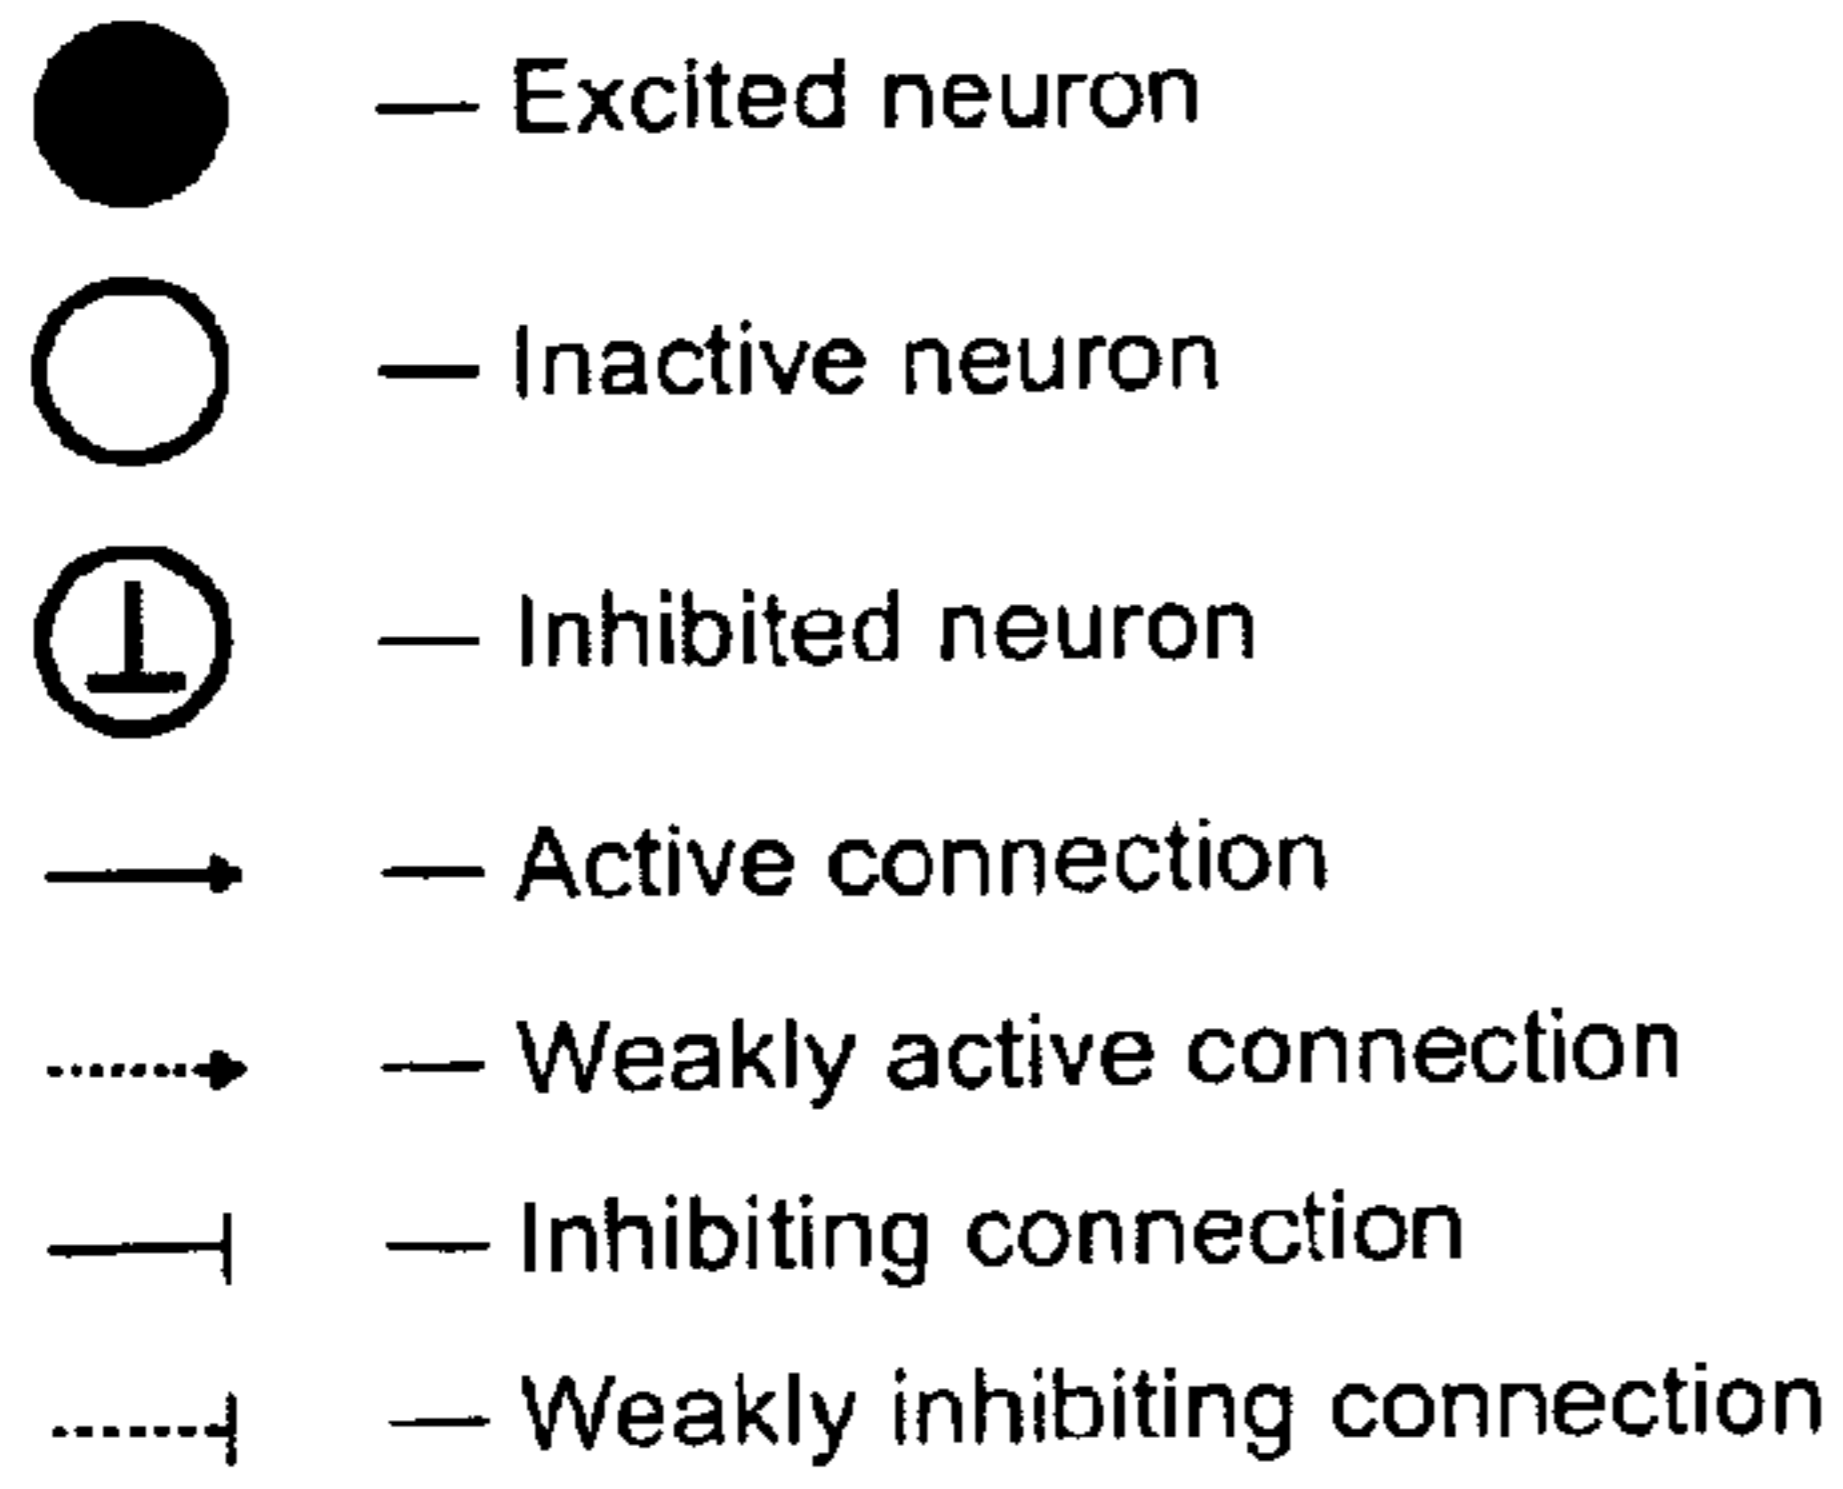 — Excited neuron
— Inactive neuron
— Inhibited neuron
— Active connection
— Weakly active connection
— Inhibiting connection
— Weakly inhibiting connection